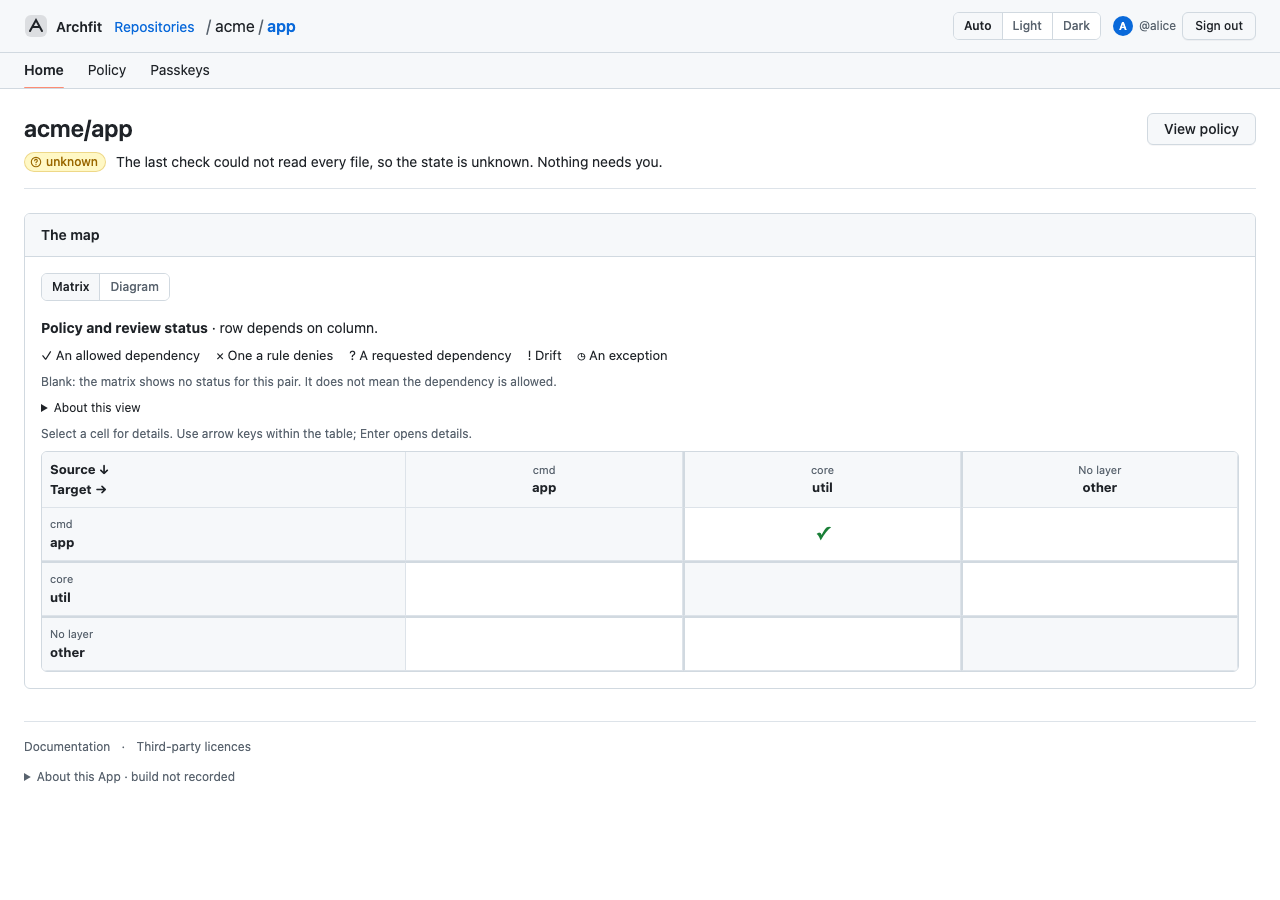 Archfit Repositories / acme / app
Auto Light Dark A @alice Sign out
Home Policy Passkeys
acme/app
View policy
unknown The last check could not read every file, so the state is unknown. Nothing needs you.
The map
Matrix Diagram
Policy and review status · row depends on column.
✓ An allowed dependency × One a rule denies ? A requested dependency ! Drift ◷ An exception
Blank: the matrix shows no status for this pair. It does not mean the dependency is allowed.
▶ About this view
Select a cell for details. Use arrow keys within the table; Enter opens details.
Source ↓
Target →
cmd
app
core
util
No layer
other
cmd
app
✓
core
util
No layer
other
Documentation · Third-party licences
▶ About this App · build not recorded